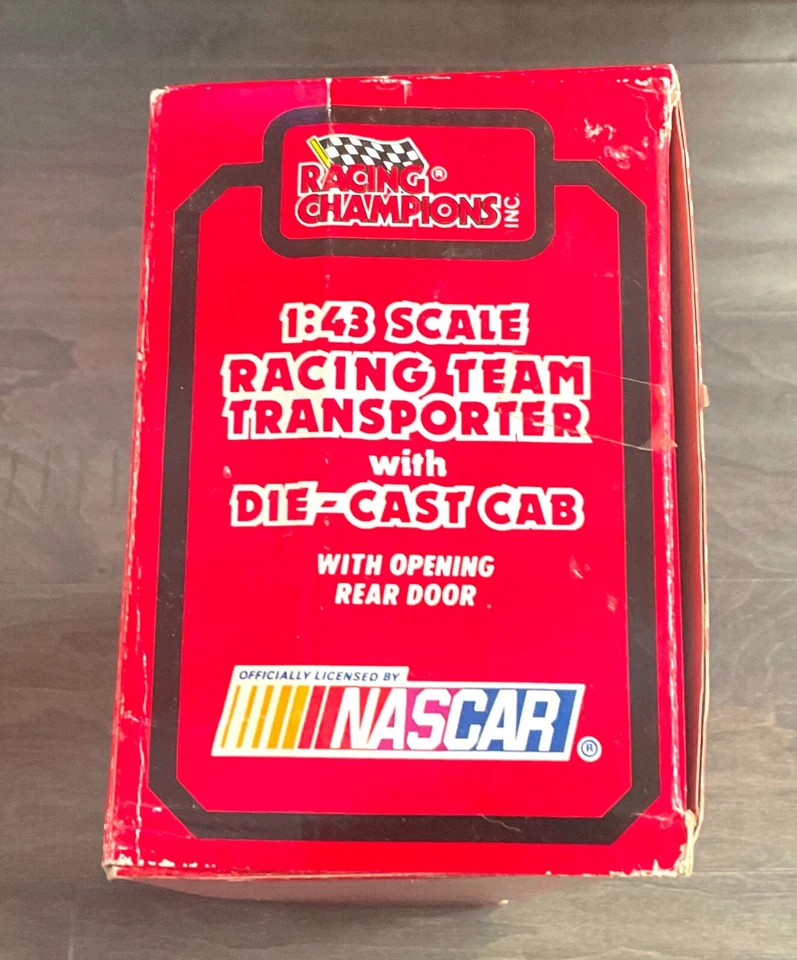 RACING®
CHAMPIONS INC.
1:43 SCALE
RACING TEAM
TRANSPORTER
with
DIE-CAST CAB
WITH OPENING
REAR DOOR
OFFICIALLY LICENSED BY
NASCAR®